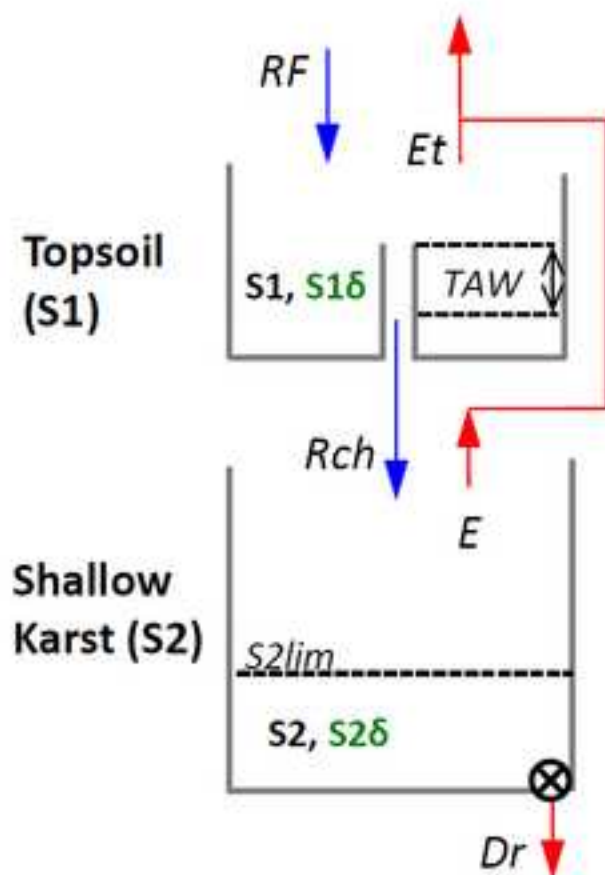 RF
Et
Topsoil
(S1)
S1, S1δ
TAW
Rch
E
Shallow
Karst (S2)
S2lim
S2, S2δ
Dr